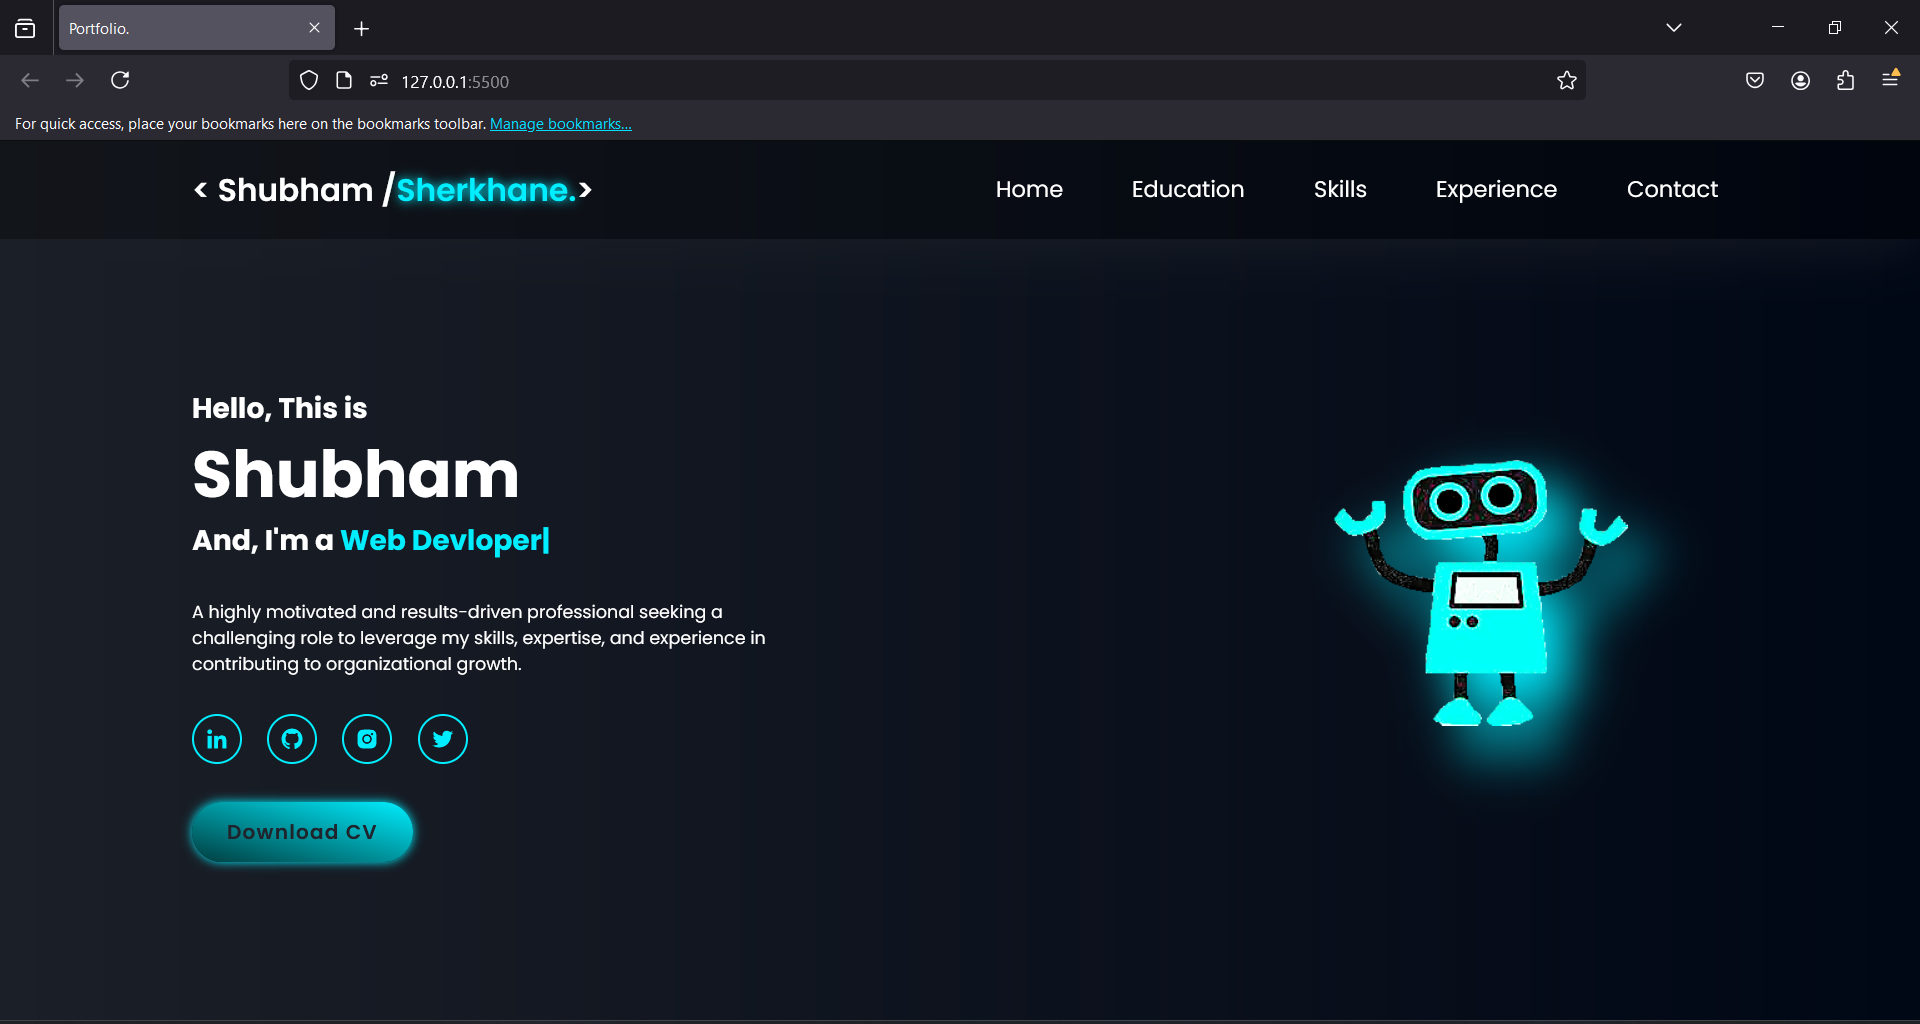 Portfolio.
127.0.0.1:5500
For quick access, place your bookmarks here on the bookmarks toolbar. Manage bookmarks...
< Shubham /Sherkhane.>
Home
Education
Skills
Experience
Contact
Hello, This is
Shubham
And, I'm a Web Devloper|
A highly motivated and results-driven professional seeking a
challenging role to leverage my skills, expertise, and experience in
contributing to organizational growth.
in
Download CV